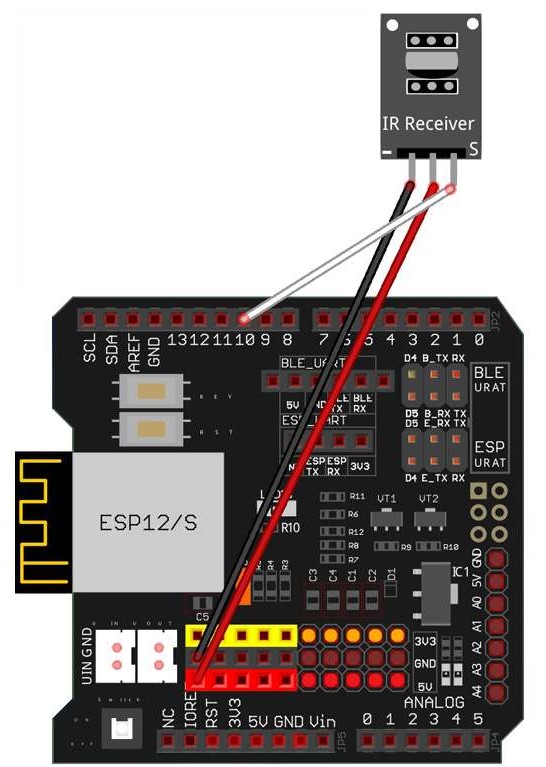 IR Receiver
- S
JP2
SCL SDA AREF GND 13 12 11 10 9 8 7 6 5 4 3 2 1 0
BLE_UART
D4 B_TX RX
BLE
URAT
5V
BLE
RX
TX
KEY
D5 B_RX TX
D5 E_RX TX
ESP_UART
RST
ESP
URAT
ESP
TX
ESP
RX
3V3
D4 E_TX RX
ESP12/S
R11
VT1 VT2
R6
R10
R12
R8
R9 R10
R7
GND
5V
A0
A1
A2
A3
A4
IC1
R4 R3
C3 C4 C1 C2 D1
C5
VIN OUT
UIN GND
3V3
GND
5V
Switch
ON
OFF
ANALOG
NC IORE RST 3V3 5V GND Vin
0 1 2 3 4 5
JP5
JP4